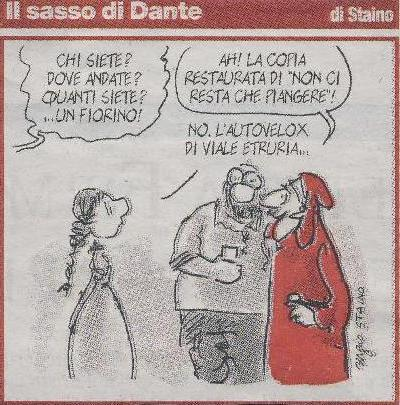 Il sasso di Dante
di Staino
CHI SIETE?
DOVE ANDATE?
QUANTI SIETE?
...UN FIORINO!
AH! LA COPIA
RESTAURATA DI "NON CI
RESTA CHE PIANGERE"!
NO. L'AUTOVELOX
DI VIALE ETRURIA...
Sergio STAINO